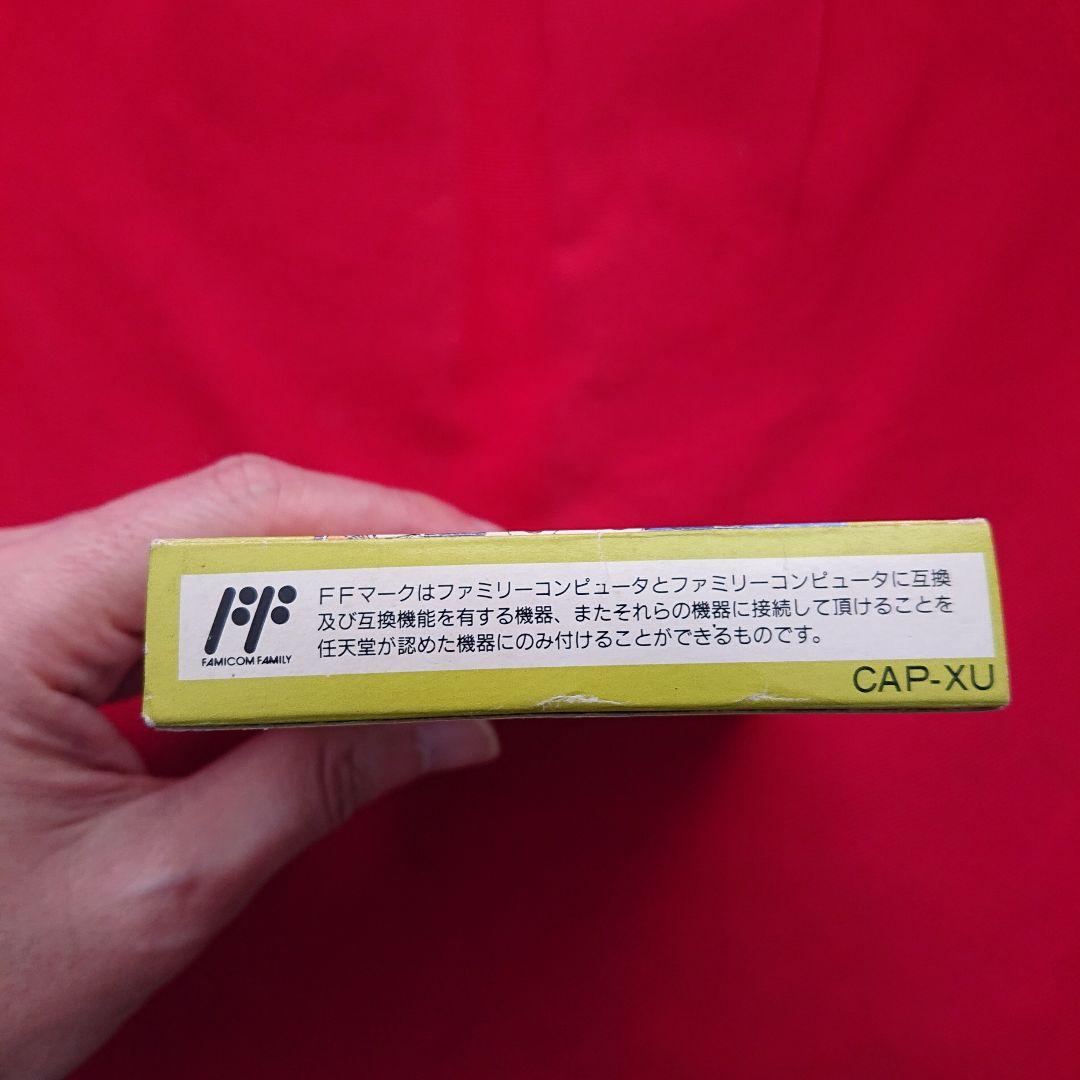 FFマークはファミリーコンピュータとファミリーコンピュータに互換
及び互換機能を有する機器、またそれらの機器に接続して頂けることを
任天堂が認めた機器にのみ付けることができるものです。
FF
FAMICOM FAMILY
CAP-XU